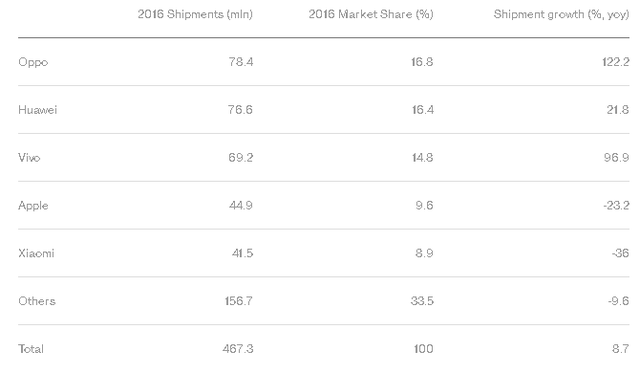 2016 Shipments (mln) 2016 Market Share (%) Shipment growth (%, yoy)
Oppo 78.4 16.8 122.2
Huawei 76.6 16.4 21.8
Vivo 69.2 14.8 96.9
Apple 44.9 9.6 -23.2
Xiaomi 41.5 8.9 -36
Others 156.7 33.5 -9.6
Total 467.3 100 8.7